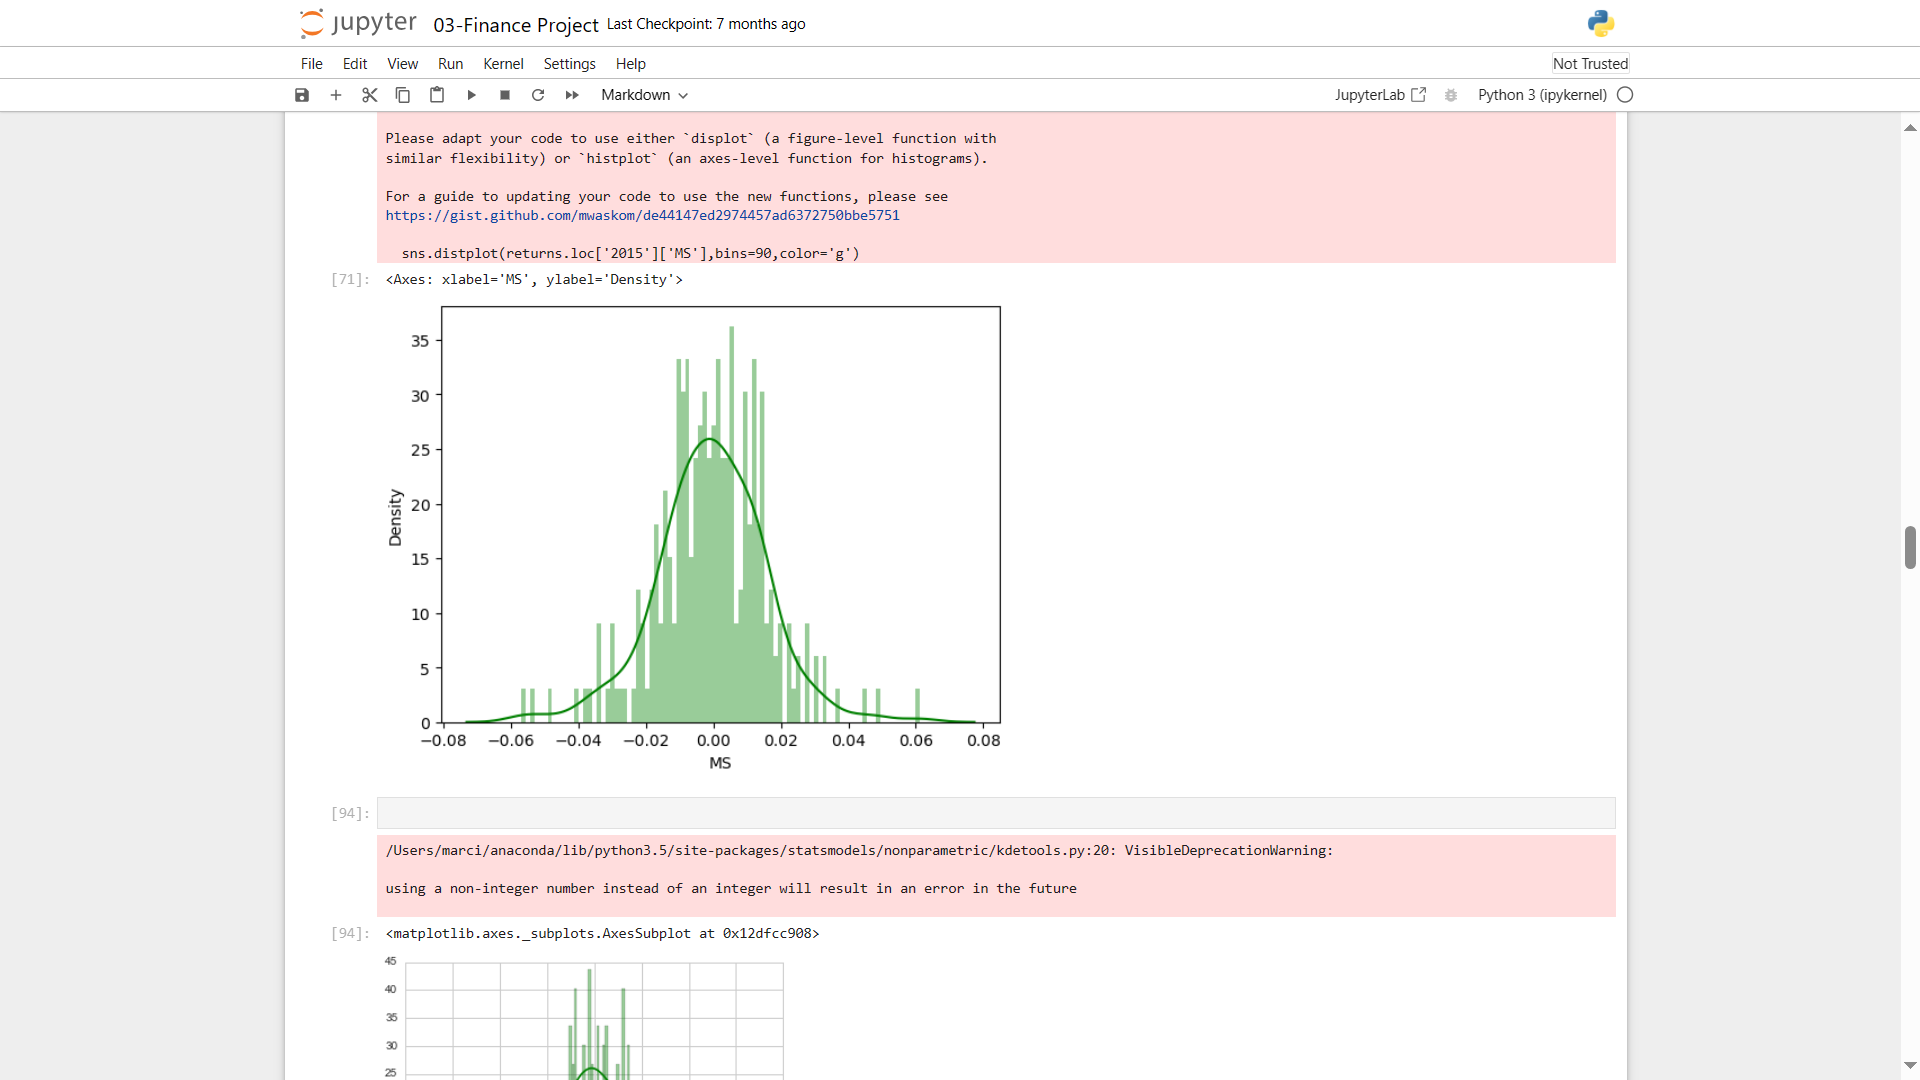 jupyter 03-Finance Project Last Checkpoint: 7 months ago
File Edit View Run Kernel Settings Help Not Trusted
Markdown JupyterLab Python 3 (ipykernel)
Please adapt your code to use either `displot` (a figure-level function with
similar flexibility) or `histplot` (an axes-level function for histograms).
For a guide to updating your code to use the new functions, please see
https://gist.github.com/mwaskom/de44147ed2974457ad6372750bbe5751
sns.distplot(returns.loc['2015']['MS'],bins=90,color='g')
[71]: <Axes: xlabel='MS', ylabel='Density'>
35
30
25
20
15
10
5
0
Density
−0.08 −0.06 −0.04 −0.02 0.00 0.02 0.04 0.06 0.08
MS
[94]:
/Users/marci/anaconda/lib/python3.5/site-packages/statsmodels/nonparametric/kdetools.py:20: VisibleDeprecationWarning:
using a non-integer number instead of an integer will result in an error in the future
[94]: <matplotlib.axes._subplots.AxesSubplot at 0x12dfcc908>
45
40
35
30
25